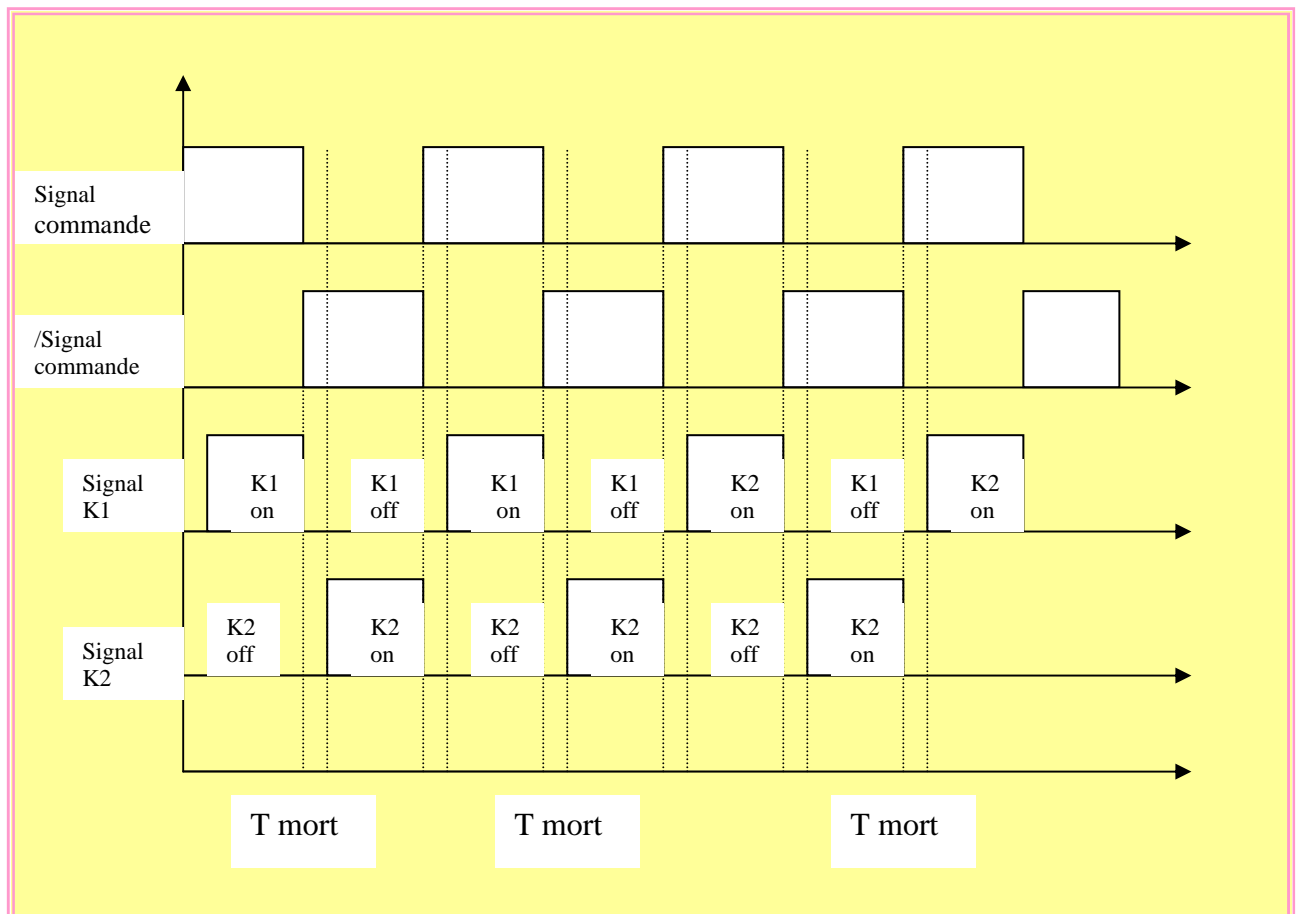 Signal
commande
/Signal
commande
Signal
K1
K1
on
K1
off
K1
on
K1
off
K2
on
K1
off
K2
on
Signal
K2
K2
off
K2
on
K2
off
K2
on
K2
off
K2
on
T mort
T mort
T mort